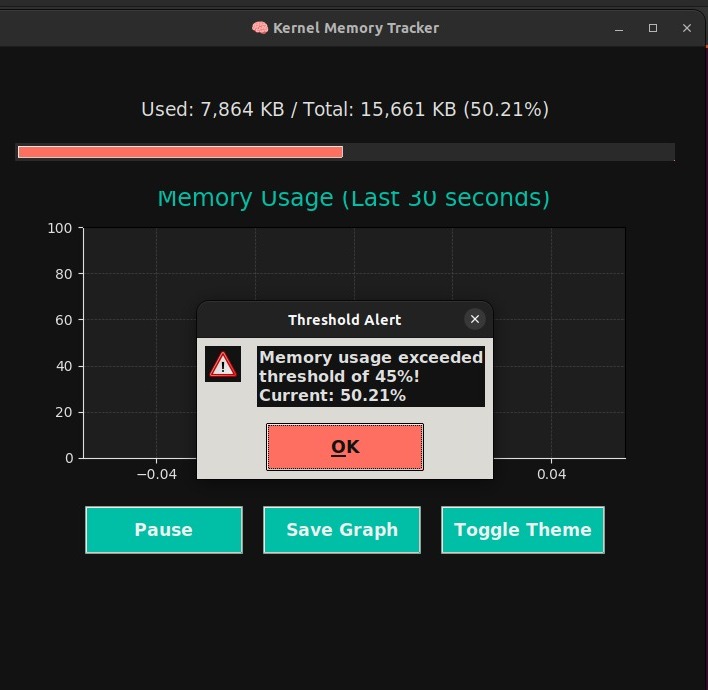 🧠 Kernel Memory Tracker
Used: 7,864 KB / Total: 15,661 KB (50.21%)
Memory Usage (Last 30 seconds)
100
80
60
40
20
0
−0.04
0.04
Threshold Alert
Memory usage exceeded
threshold of 45%!
Current: 50.21%
OK
Pause
Save Graph
Toggle Theme